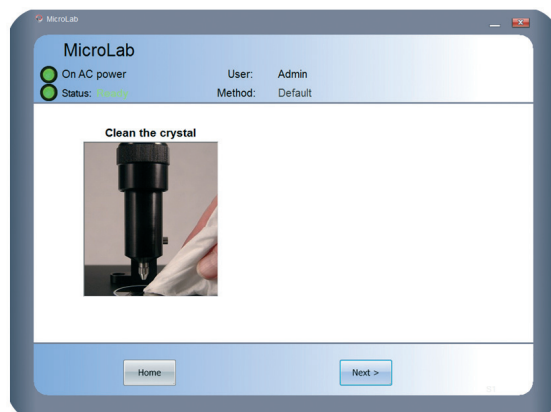 MicroLab
MicroLab
On AC power User: Admin
Status: Method: Default
Clean the crystal
Home Next >